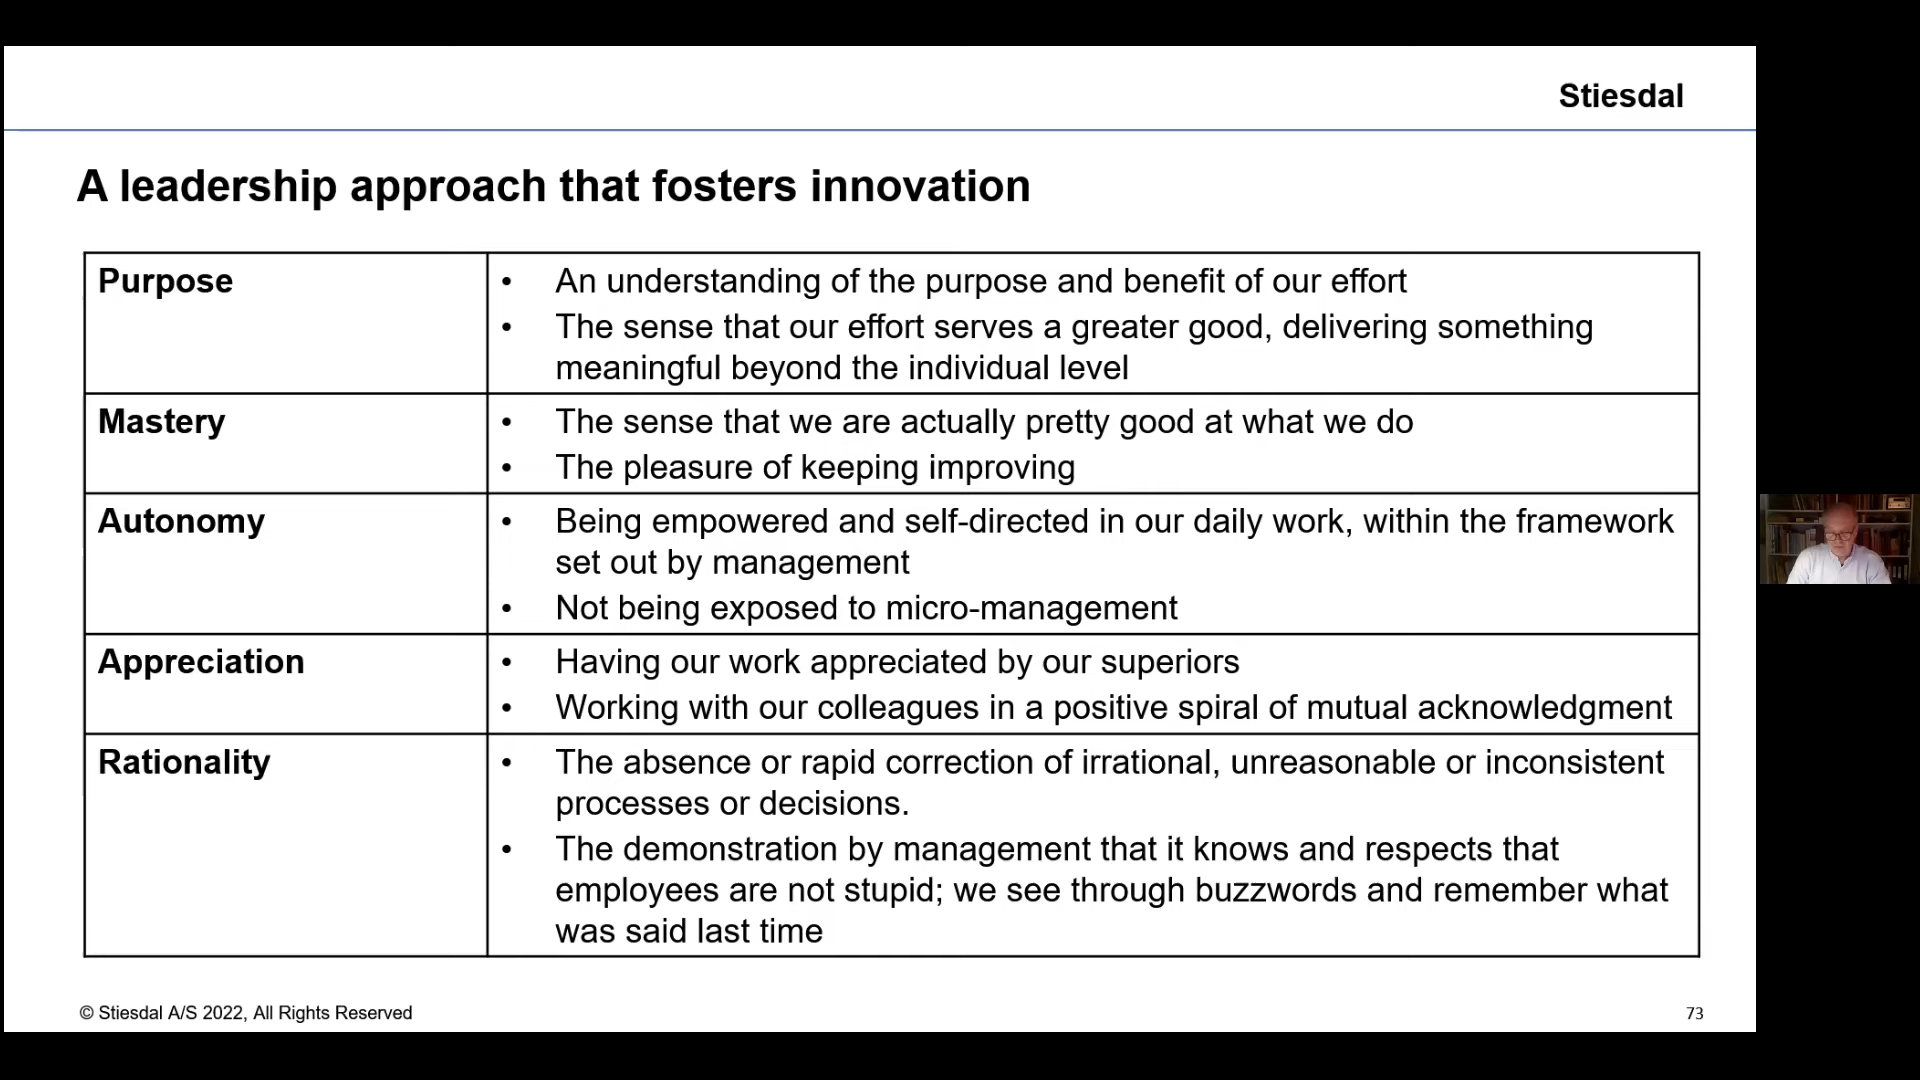 Stiesdal
A leadership approach that fosters innovation
Purpose
• An understanding of the purpose and benefit of our effort
• The sense that our effort serves a greater good, delivering something
meaningful beyond the individual level
Mastery
• The sense that we are actually pretty good at what we do
• The pleasure of keeping improving
Autonomy
• Being empowered and self-directed in our daily work, within the framework
set out by management
• Not being exposed to micro-management
Appreciation
• Having our work appreciated by our superiors
• Working with our colleagues in a positive spiral of mutual acknowledgment
Rationality
• The absence or rapid correction of irrational, unreasonable or inconsistent
processes or decisions.
• The demonstration by management that it knows and respects that
employees are not stupid; we see through buzzwords and remember what
was said last time
© Stiesdal A/S 2022, All Rights Reserved
73